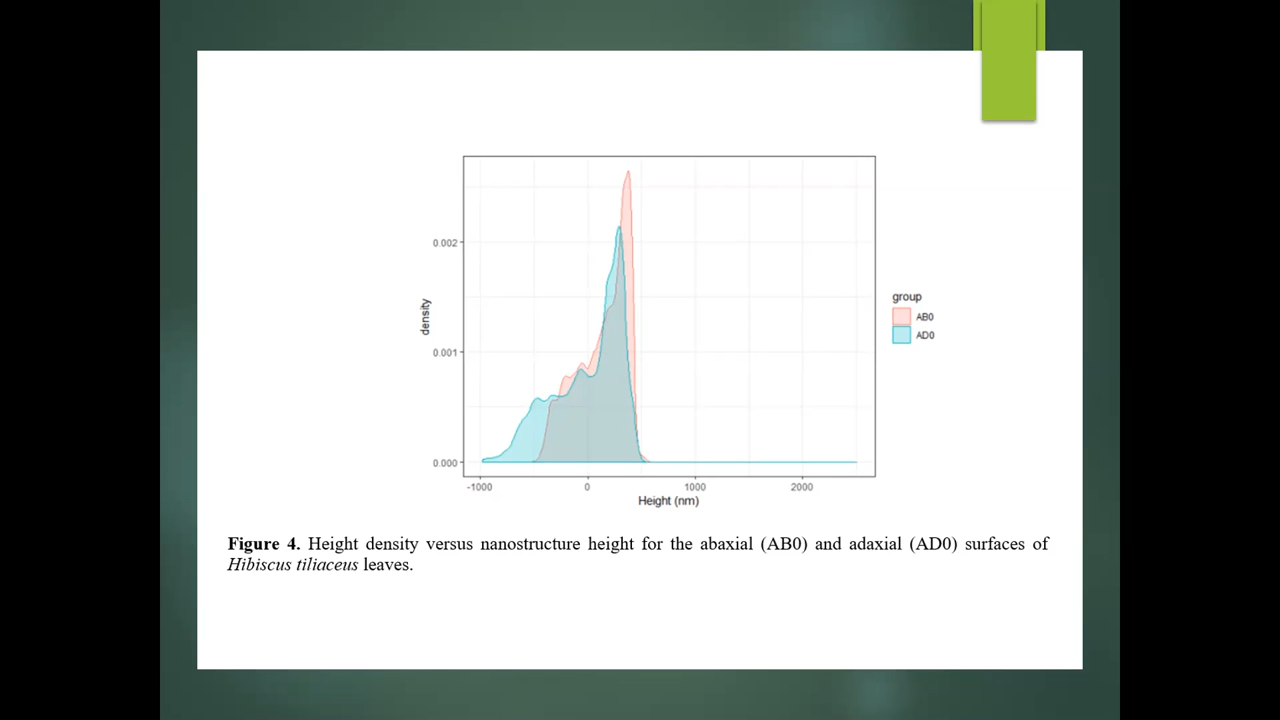 0.002
0.001
0.000
density
-1000 0 1000 2000
Height (nm)
group
AB0
AD0
Figure 4. Height density versus nanostructure height for the abaxial (AB0) and adaxial (AD0) surfaces of
Hibiscus tiliaceus leaves.